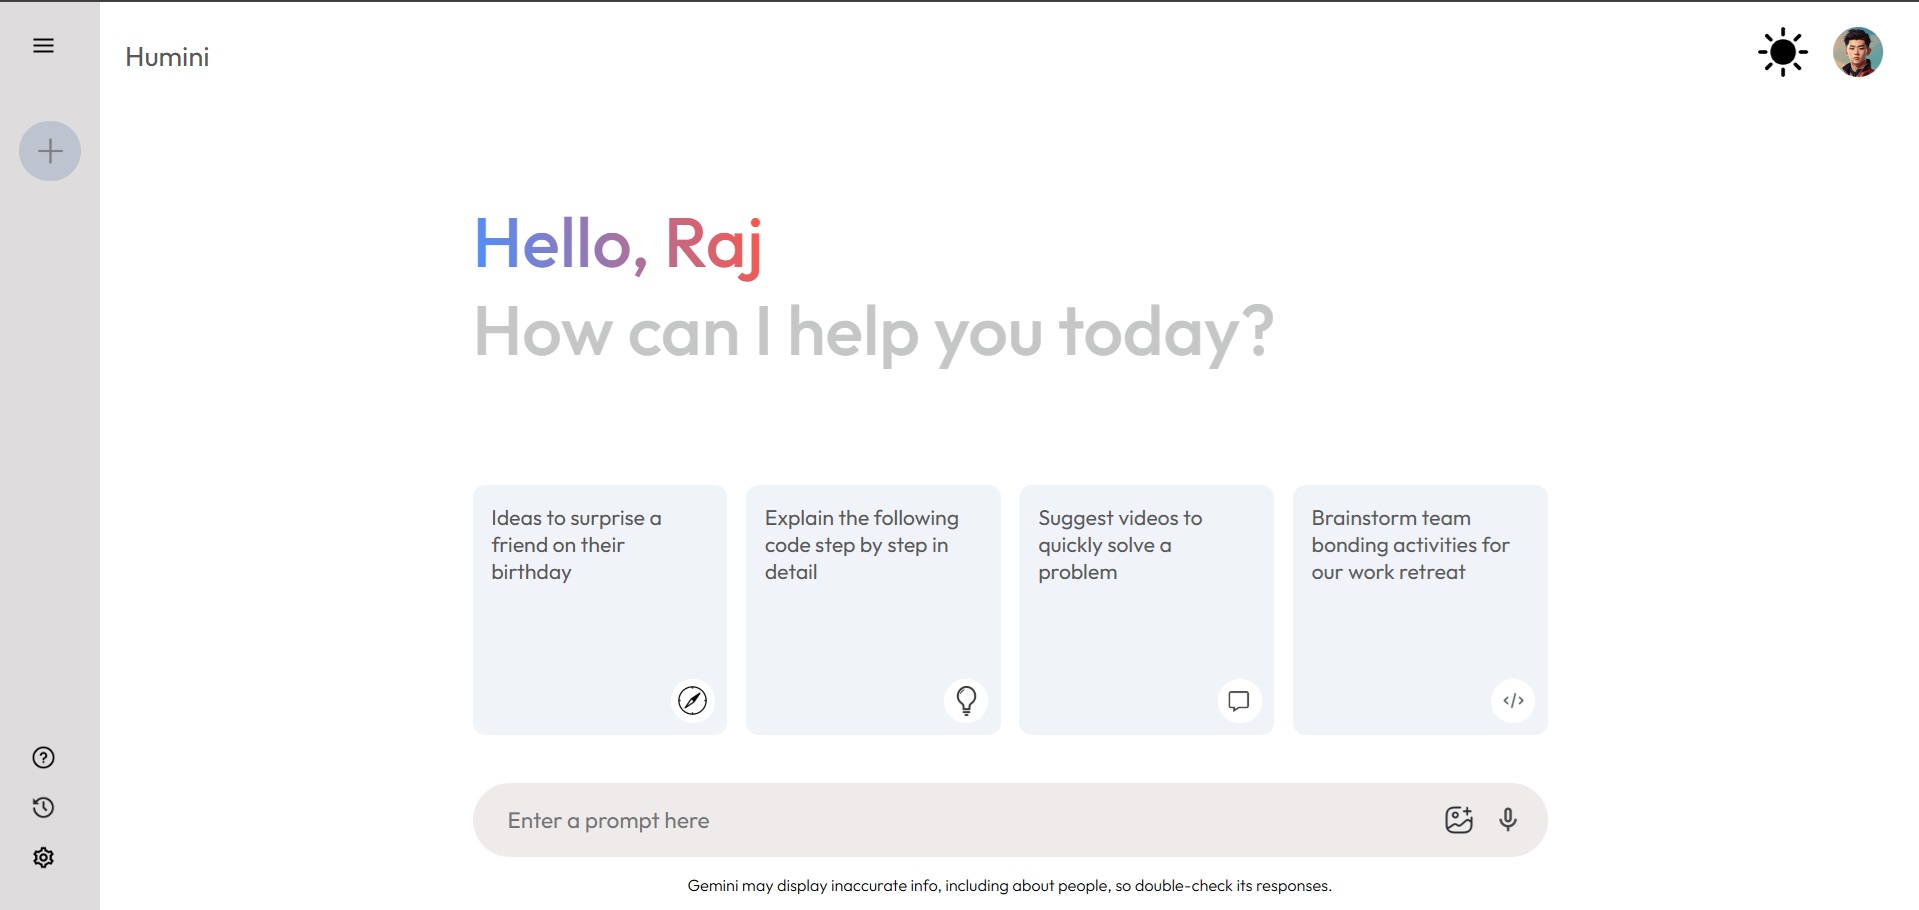 Humini
Hello, Raj
How can I help you today?
Ideas to surprise a
friend on their
birthday
Explain the following
code step by step in
detail
Suggest videos to
quickly solve a
problem
Brainstorm team
bonding activities for
our work retreat
Enter a prompt here
Gemini may display inaccurate info, including about people, so double-check its responses.